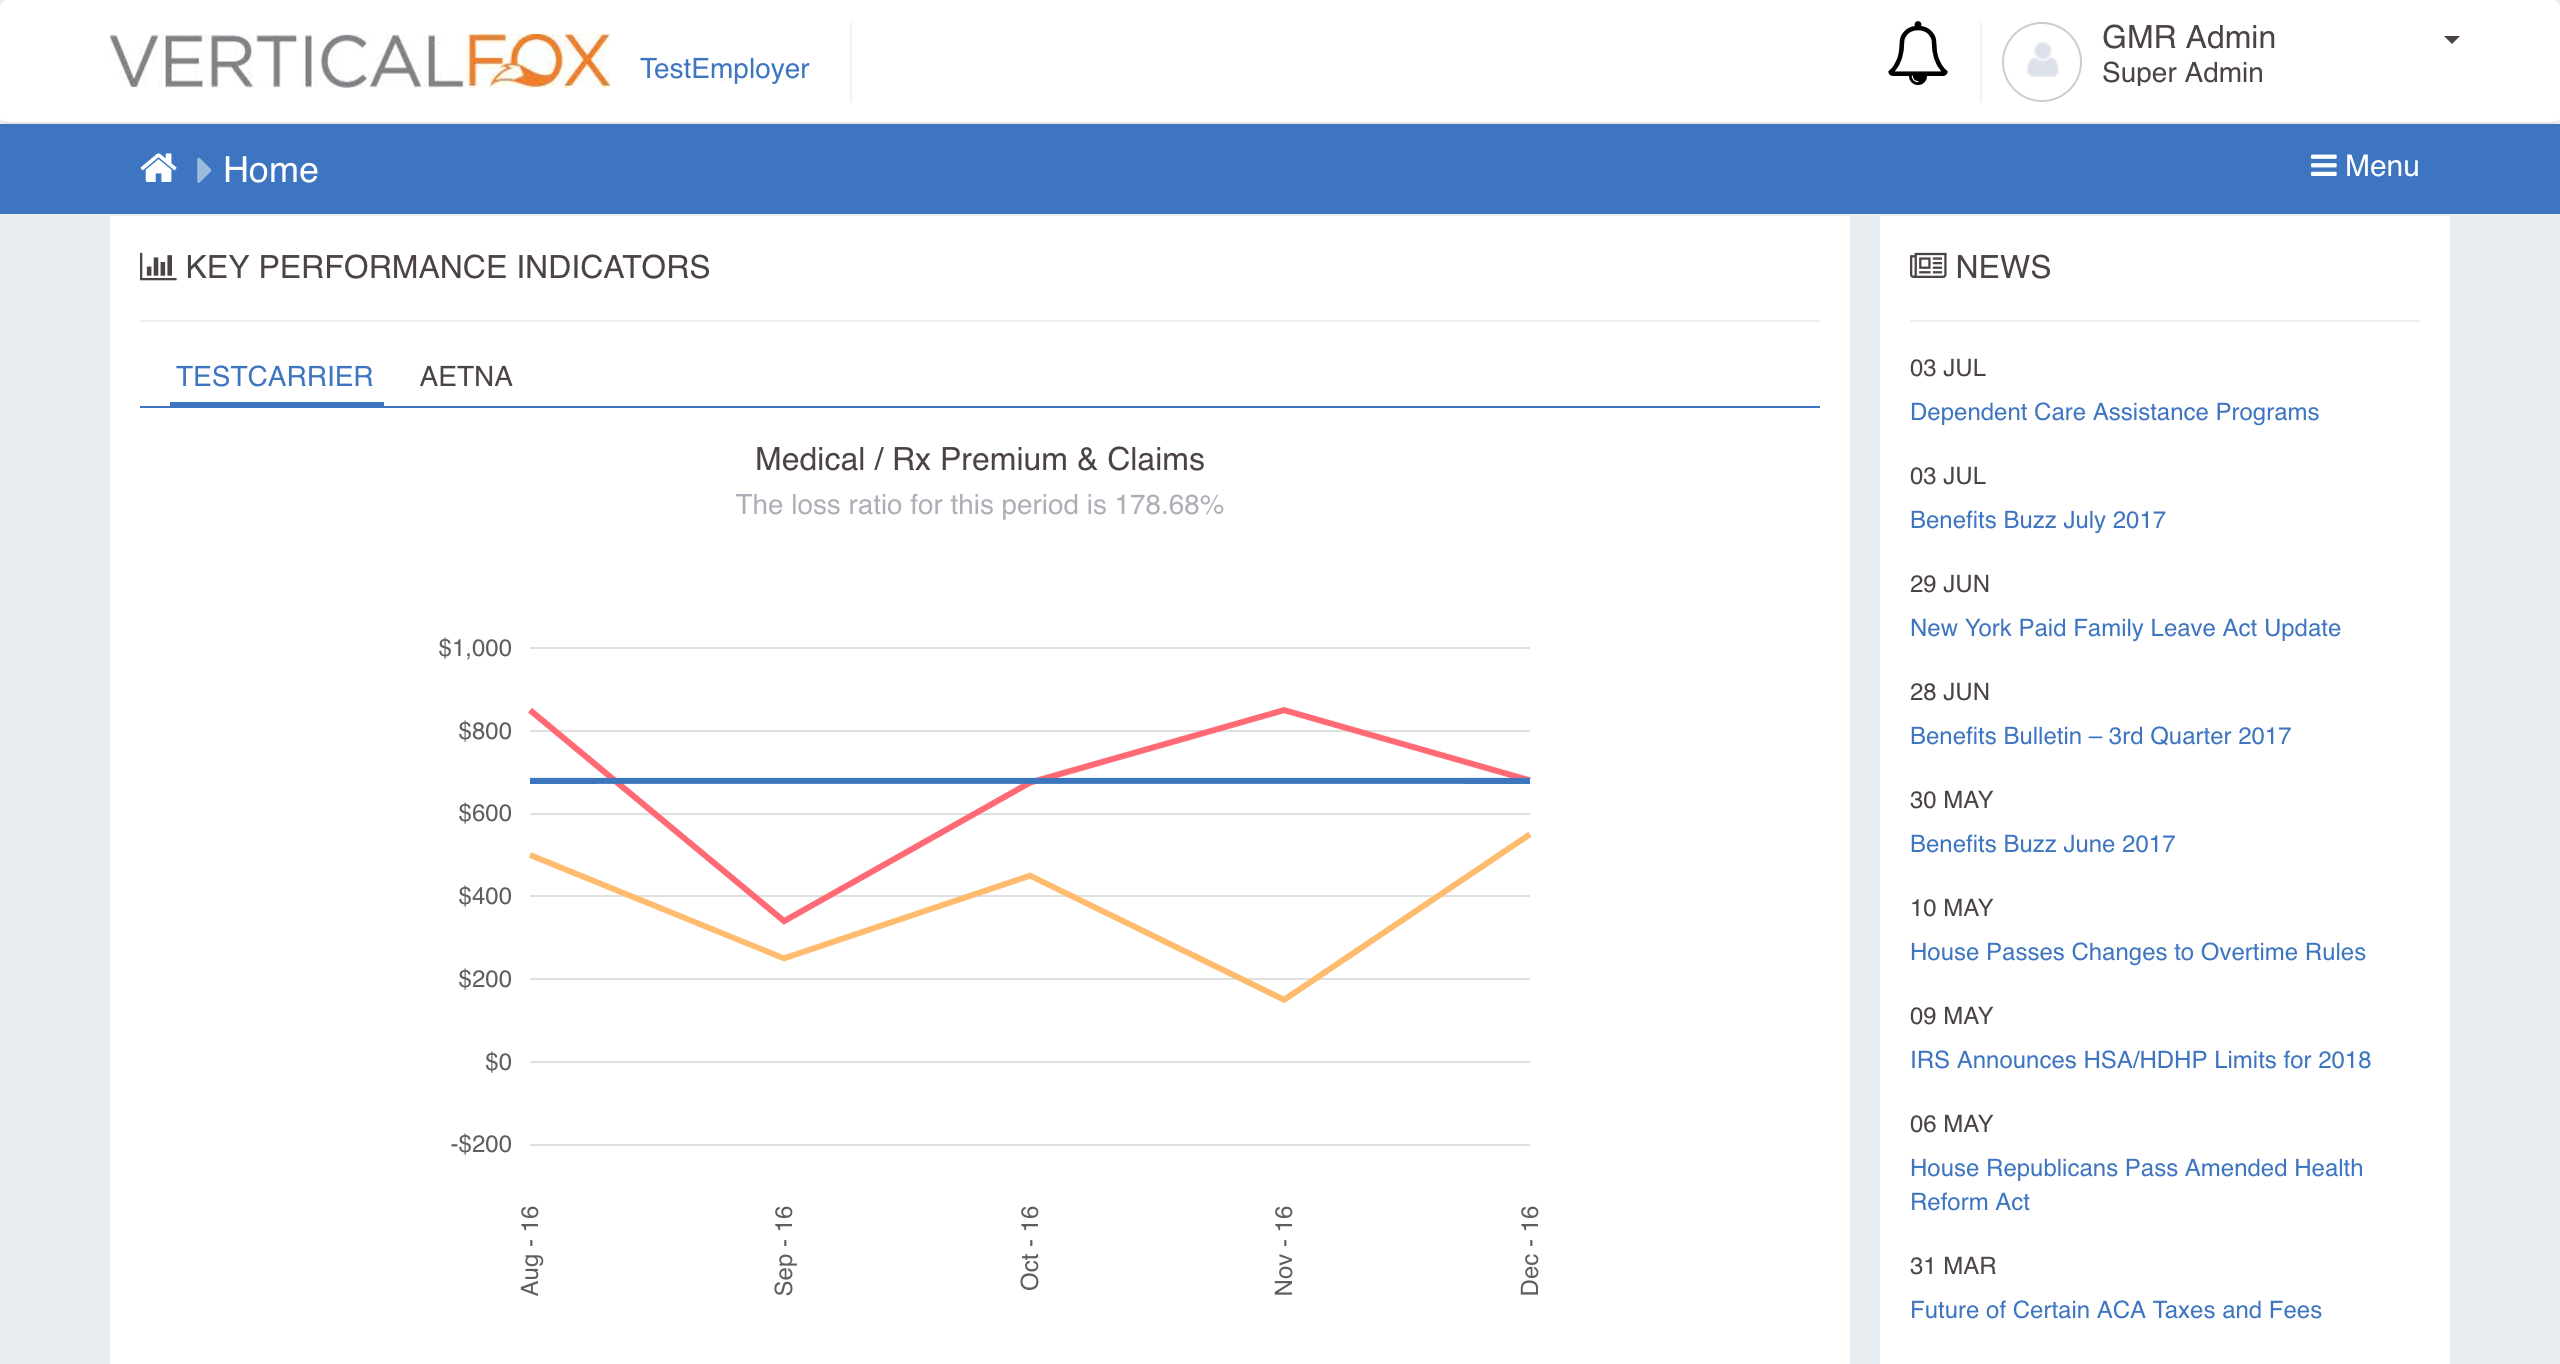 VERTICALFOX
TestEmployer
GMR Admin
Super Admin
Home
Menu
KEY PERFORMANCE INDICATORS
TESTCARRIER
AETNA
Medical / Rx Premium & Claims
The loss ratio for this period is 178.68%
$1,000
$800
$600
$400
$200
$0
-$200
Aug - 16
Sep - 16
Oct - 16
Nov - 16
Dec - 16
NEWS
03 JUL
Dependent Care Assistance Programs
03 JUL
Benefits Buzz July 2017
29 JUN
New York Paid Family Leave Act Update
28 JUN
Benefits Bulletin – 3rd Quarter 2017
30 MAY
Benefits Buzz June 2017
10 MAY
House Passes Changes to Overtime Rules
09 MAY
IRS Announces HSA/HDHP Limits for 2018
06 MAY
House Republicans Pass Amended Health
Reform Act
31 MAR
Future of Certain ACA Taxes and Fees